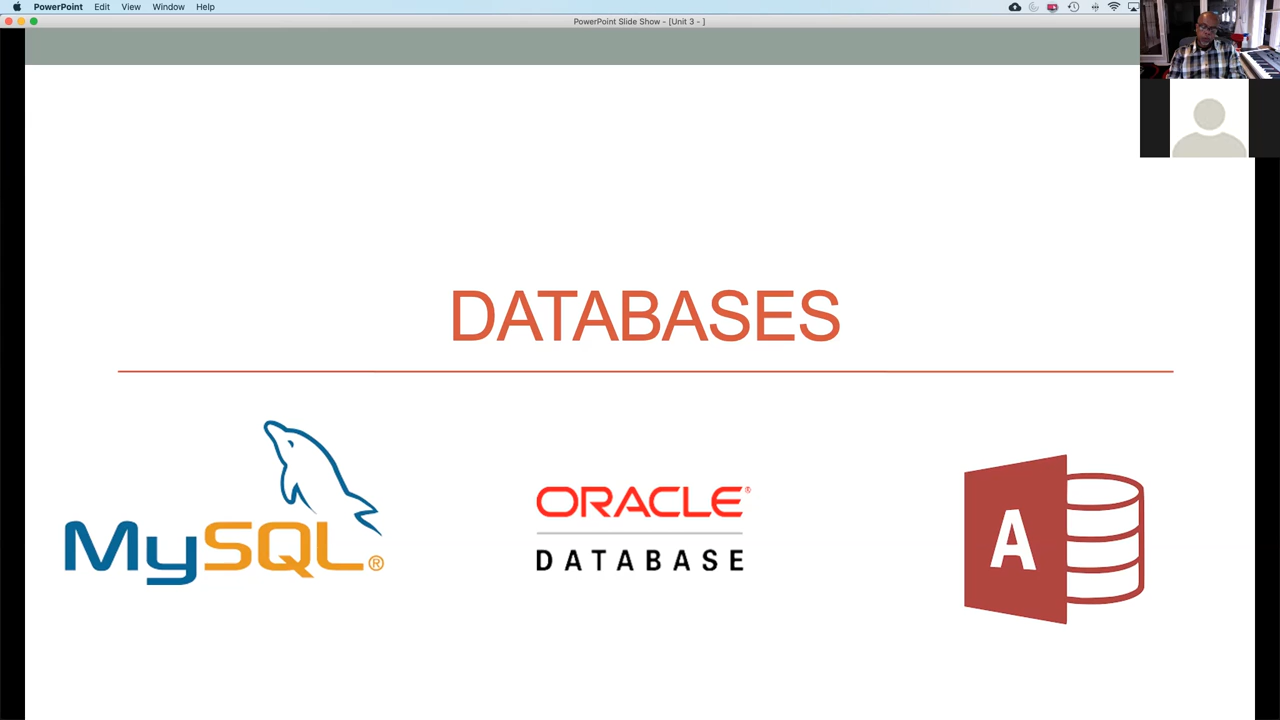 PowerPoint Edit View Window Help
PowerPoint Slide Show - [Unit 3 - ]
DATABASES
MySQL®
ORACLE®
DATABASE
A